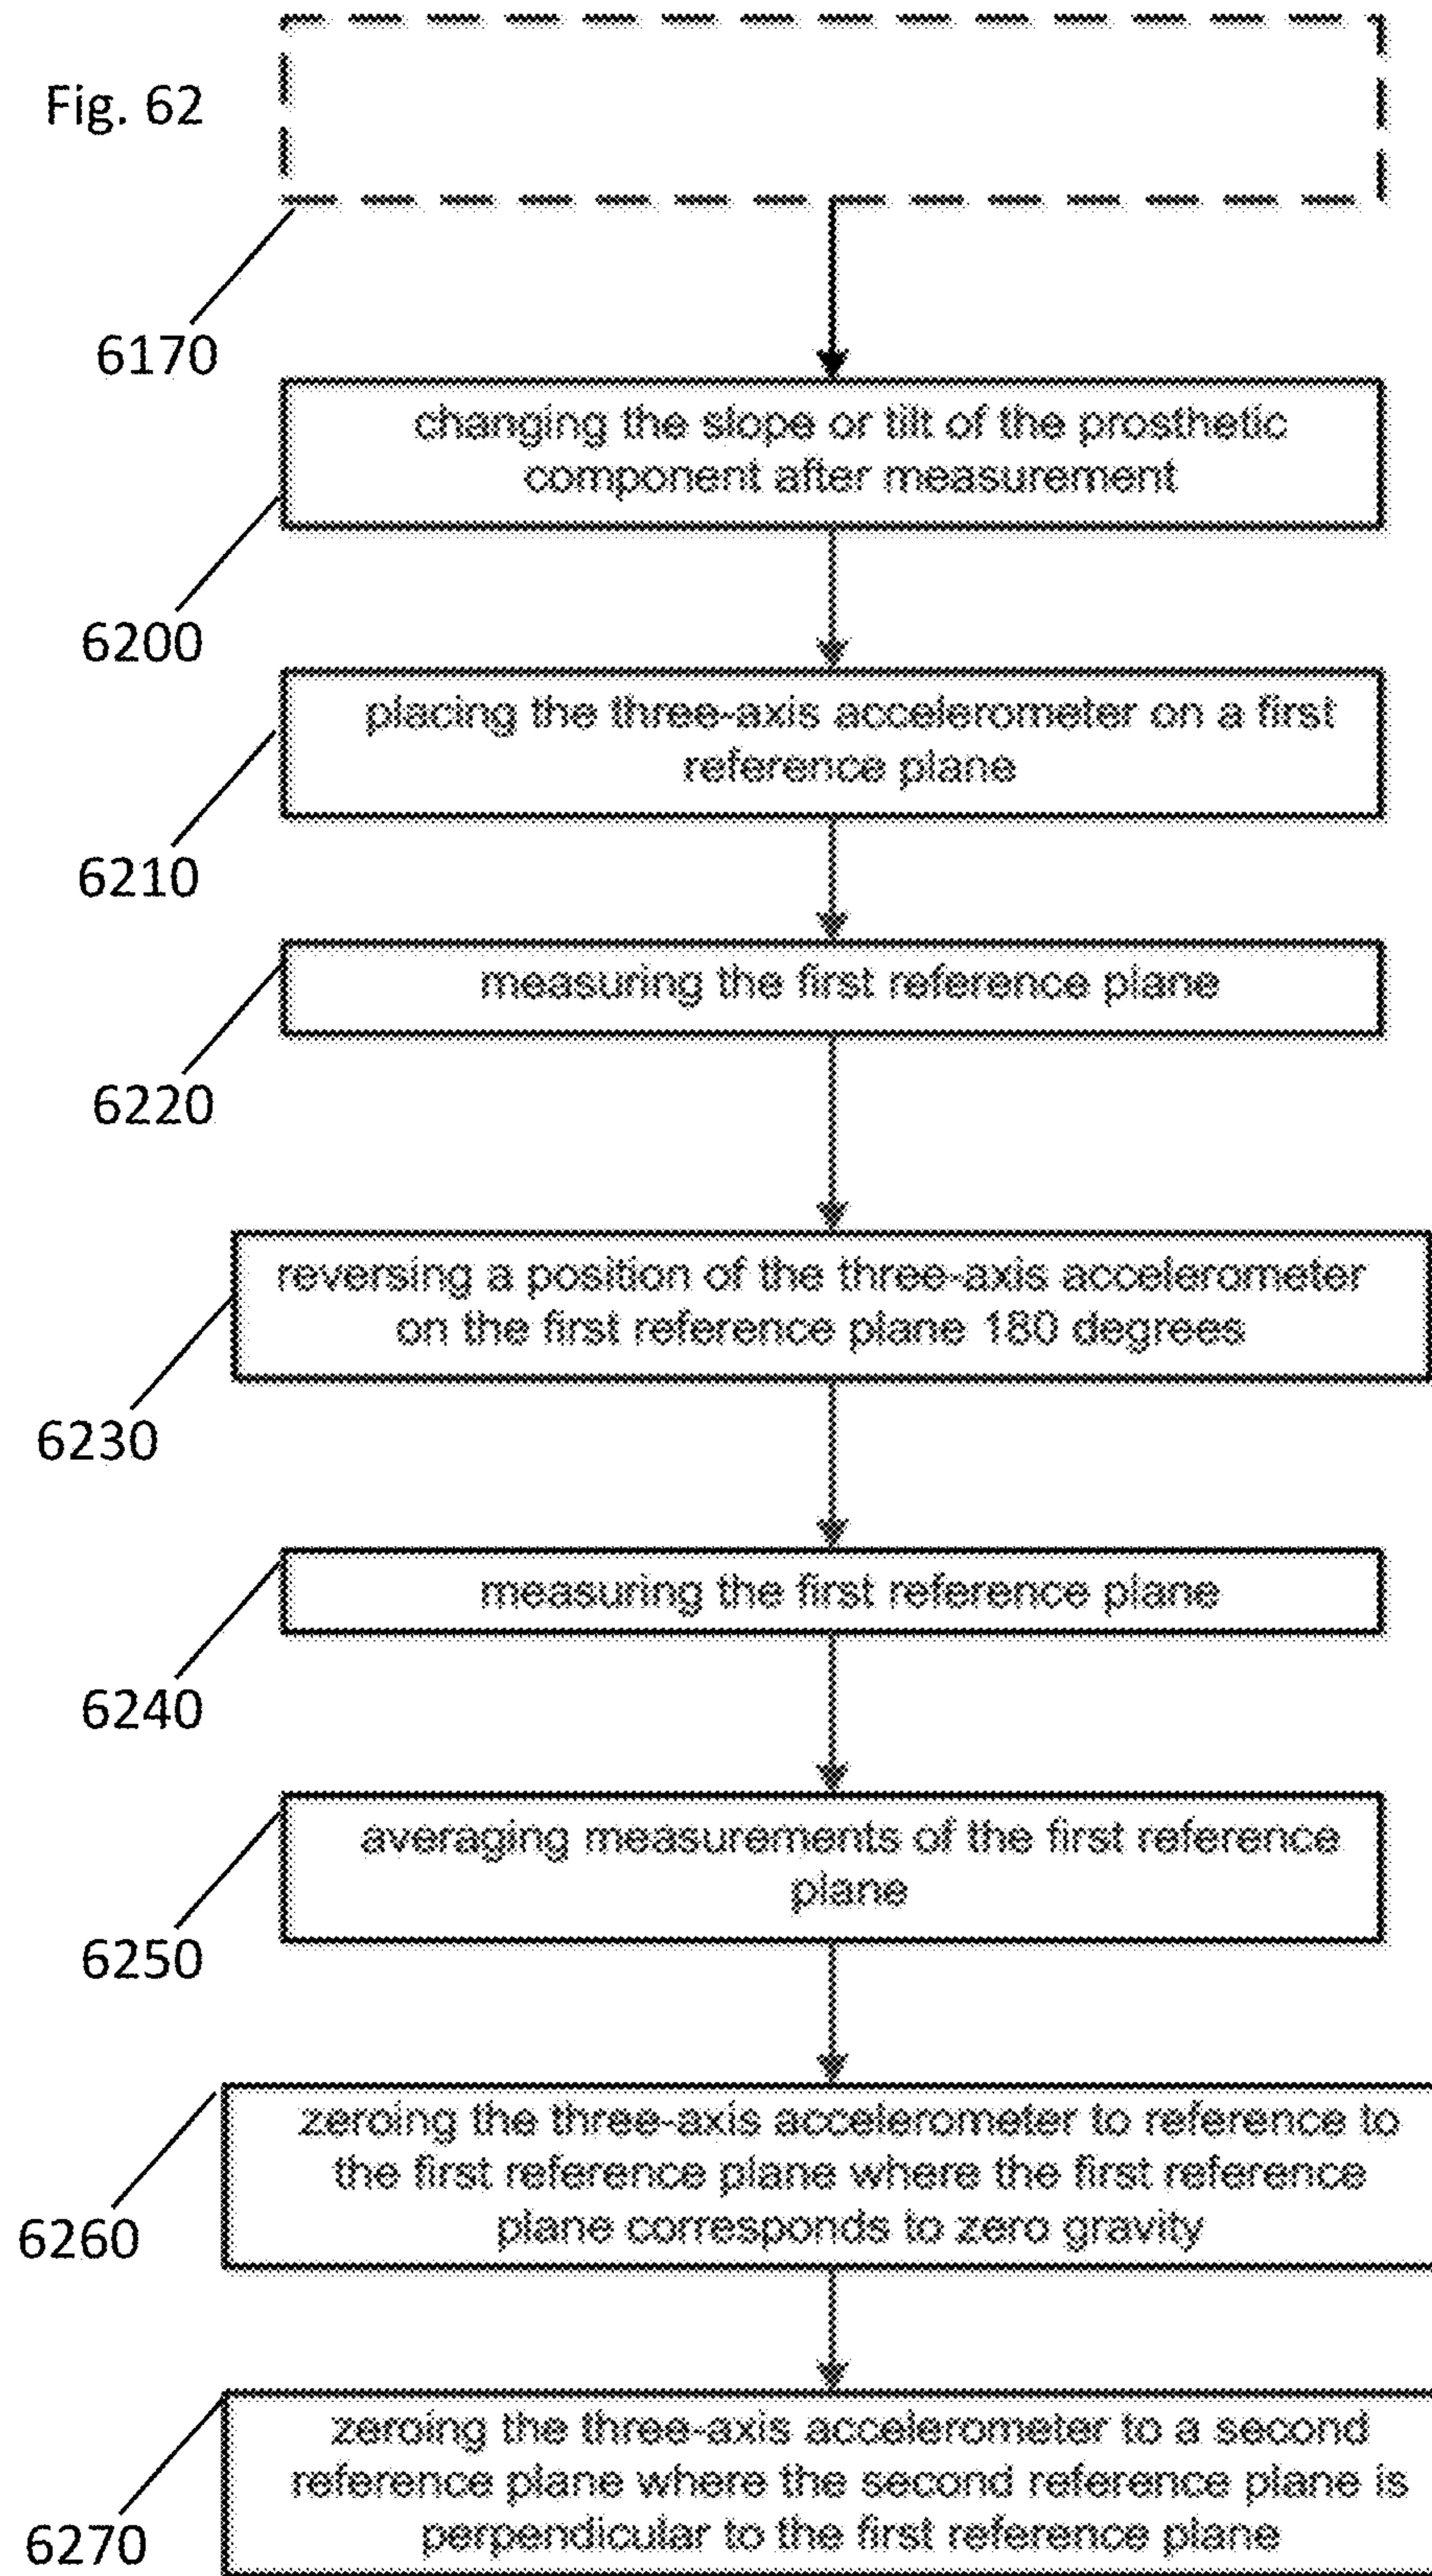 Fig. 62
6170
changing the slope or tilt of the prosthetic
component after measurement
6200
placing the three-axis accelerometer on a first
reference plane
6210
measuring the first reference plane
6220
reversing a position of the three-axis accelerometer
on the first reference plane 180 degrees
6230
measuring the first reference plane
6240
averaging measurements of the first reference
plane
6250
zeroing the three-axis accelerometer to reference to
the first reference plane where the first reference
plane corresponds to zero gravity
6260
zeroing the three-axis accelerometer to a second
reference plane where the second reference plane is
perpendicular to the first reference plane
6270